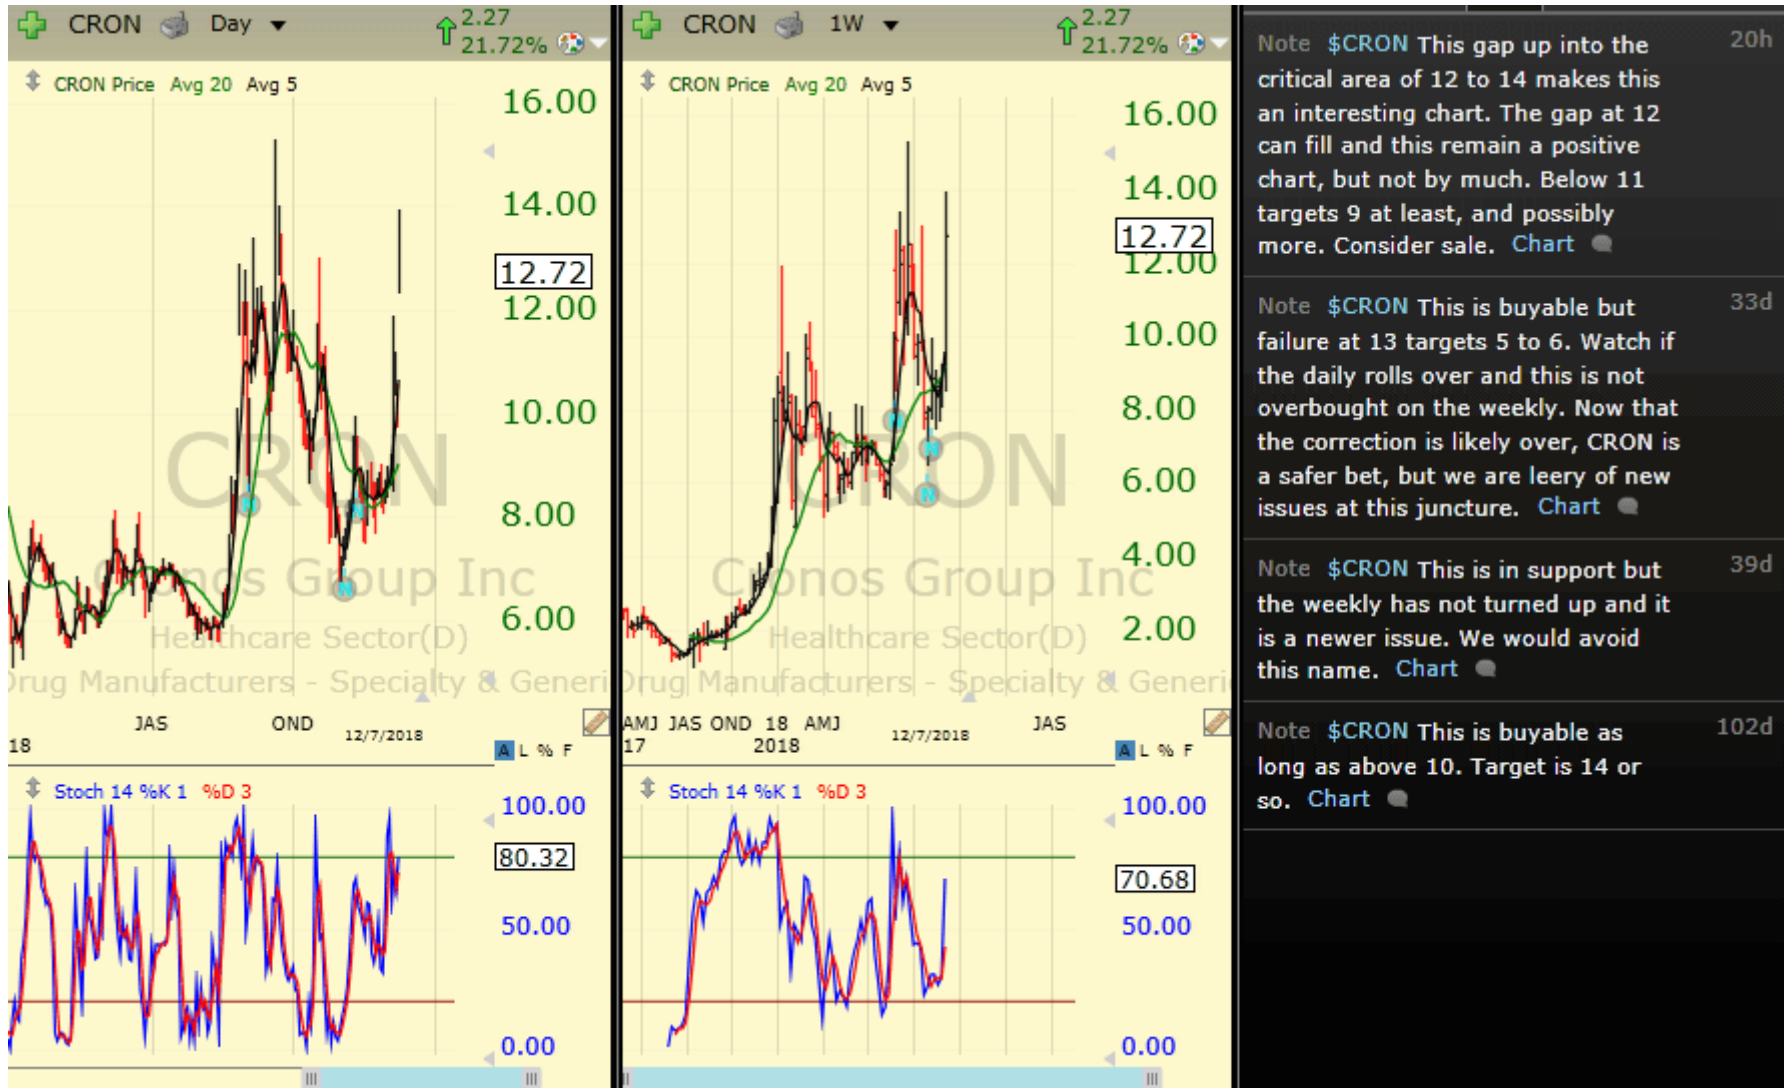 CRON Day 2.27
21.72%
CRON Price Avg 20 Avg 5
16.00
14.00
12.72
12.00
10.00
8.00
6.00
CRON
Cronos Group Inc
Healthcare Sector(D)
Drug Manufacturers - Specialty & Generi
JAS OND
18 12/7/2018
A L % F
Stoch 14 %K 1 %D 3
100.00
80.32
50.00
0.00
N
N
N
CRON 1W 2.27
21.72%
CRON Price Avg 20 Avg 5
16.00
14.00
12.72
12.00
10.00
8.00
6.00
4.00
2.00
CRON
Cronos Group Inc
Healthcare Sector(D)
Drug Manufacturers - Specialty & Generi
N
N
N
AMJ JAS OND 18 AMJ JAS
17 2018 12/7/2018
A L % F
Stoch 14 %K 1 %D 3
100.00
70.68
50.00
0.00
Note $CRON This gap up into the 20h
critical area of 12 to 14 makes this
an interesting chart. The gap at 12
can fill and this remain a positive
chart, but not by much. Below 11
targets 9 at least, and possibly
more. Consider sale. Chart
Note $CRON This is buyable but 33d
failure at 13 targets 5 to 6. Watch if
the daily rolls over and this is not
overbought on the weekly. Now that
the correction is likely over, CRON is
a safer bet, but we are leery of new
issues at this juncture. Chart
Note $CRON This is in support but 39d
the weekly has not turned up and it
is a newer issue. We would avoid
this name. Chart
Note $CRON This is buyable as 102d
long as above 10. Target is 14 or
so. Chart